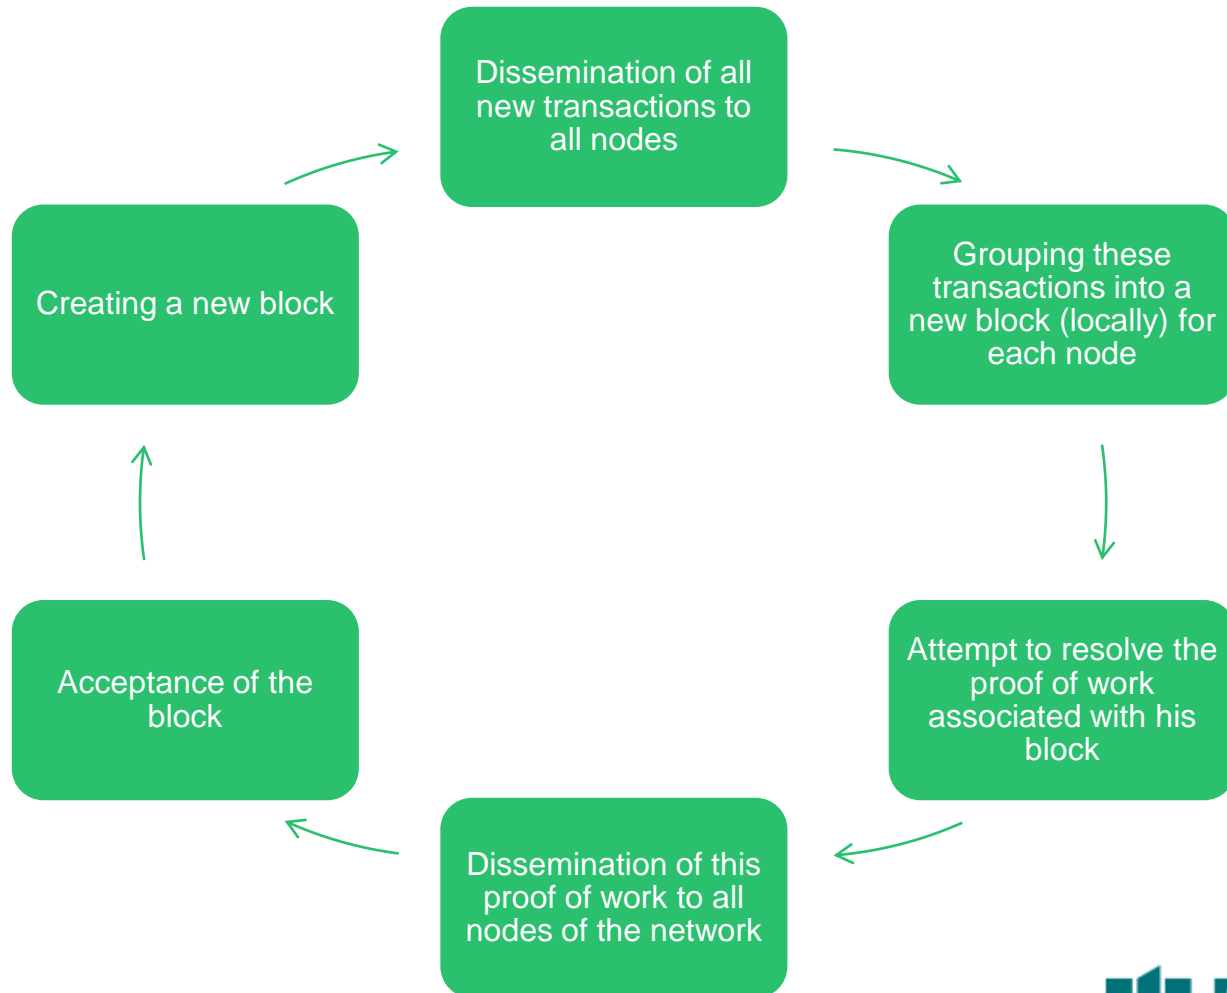 Dissemination of all
new transactions to
all nodes
Grouping these
transactions into a
new block (locally) for
each node
Attempt to resolve the
proof of work
associated with his
block
Dissemination of this
proof of work to all
nodes of the network
Acceptance of the
block
Creating a new block